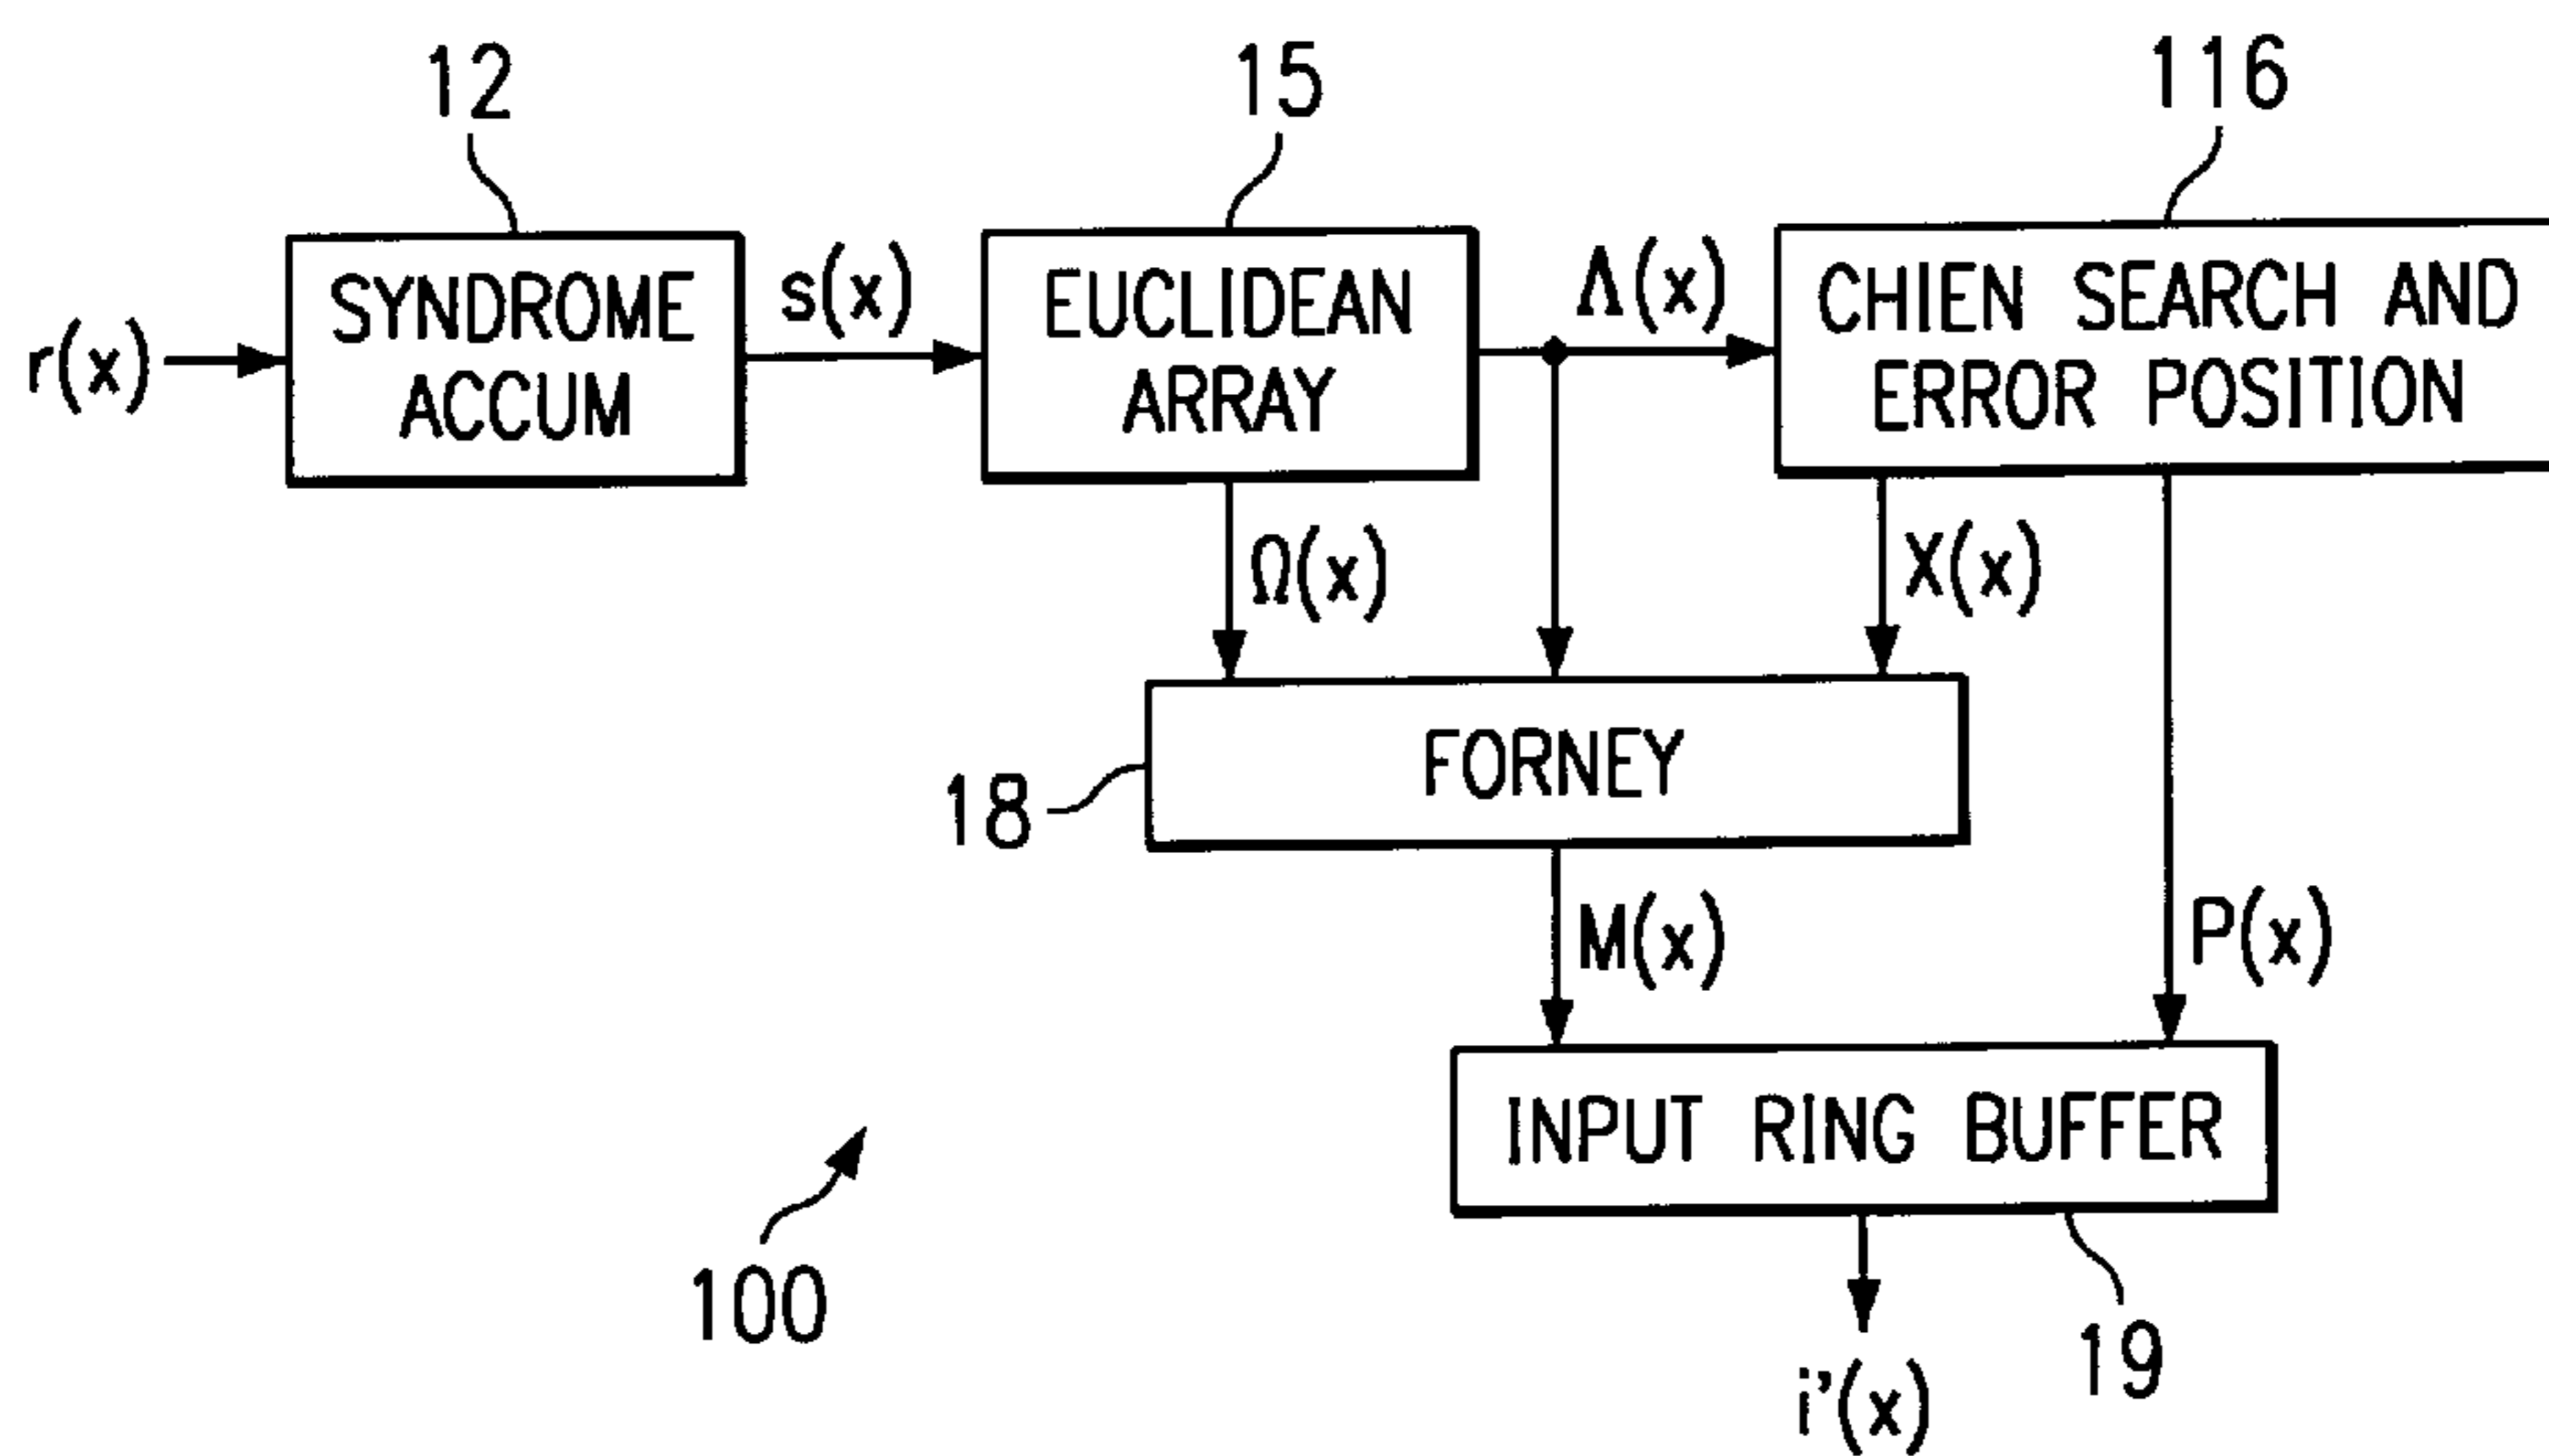 12
15
116
r(x)
SYNDROME
ACCUM
s(x)
EUCLIDEAN
ARRAY
Λ(x)
CHIEN SEARCH AND
ERROR POSITION
Ω(x)
X(x)
18
FORNEY
M(x)
P(x)
INPUT RING BUFFER
100
19
i'(x)